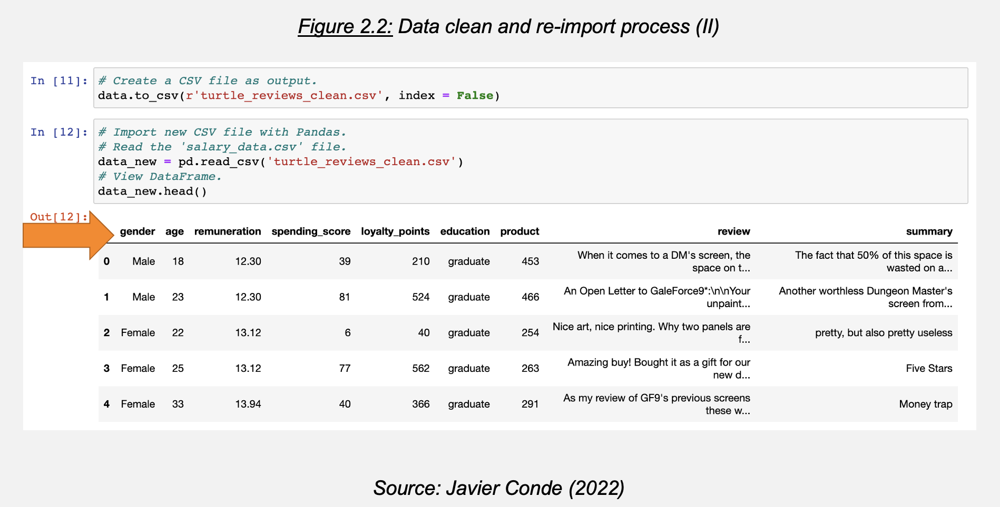 Figure 2.2: Data clean and re-import process (II)
In [11]:
# Create a CSV file as output.
data.to_csv(r'turtle_reviews_clean.csv', index = False)
In [12]:
# Import new CSV file with Pandas.
# Read the 'salary_data.csv' file.
data_new = pd.read_csv('turtle_reviews_clean.csv')
# View DataFrame.
data_new.head()
Out[12]:
gender age remuneration spending_score loyalty_points education product review summary
0 Male 18 12.30 39 210 graduate 453 When it comes to a DM's screen, the The fact that 50% of this space is
space on t... wasted on a...
1 Male 23 12.30 81 524 graduate 466 An Open Letter to GaleForce9*:\n\nYour Another worthless Dungeon Master's
unpaint... screen from...
2 Female 22 13.12 6 40 graduate 254 Nice art, nice printing. Why two panels are pretty, but also pretty useless
f...
3 Female 25 13.12 77 562 graduate 263 Amazing buy! Bought it as a gift for our Five Stars
new d...
4 Female 33 13.94 40 366 graduate 291 As my review of GF9's previous screens Money trap
these w...
Source: Javier Conde (2022)